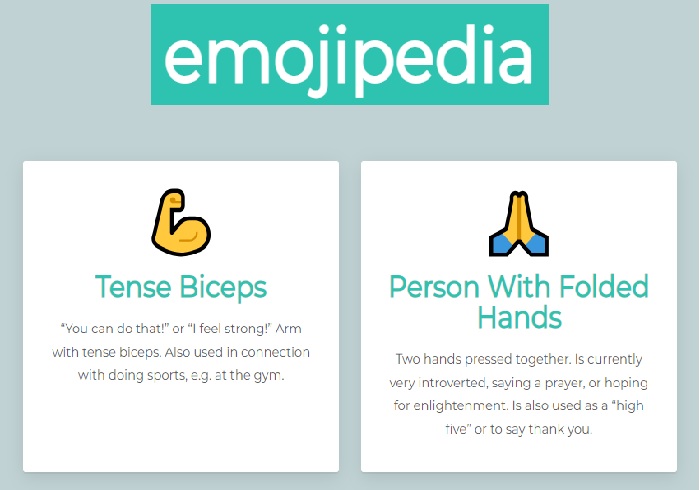 emojipedia
Tense Biceps
“You can do that!” or “I feel strong!” Arm
with tense biceps. Also used in connection
with doing sports, e.g. at the gym.
Person With Folded
Hands
Two hands pressed together. Is currently
very introverted, saying a prayer, or hoping
for enlightenment. Is also used as a “high
five” or to say thank you.